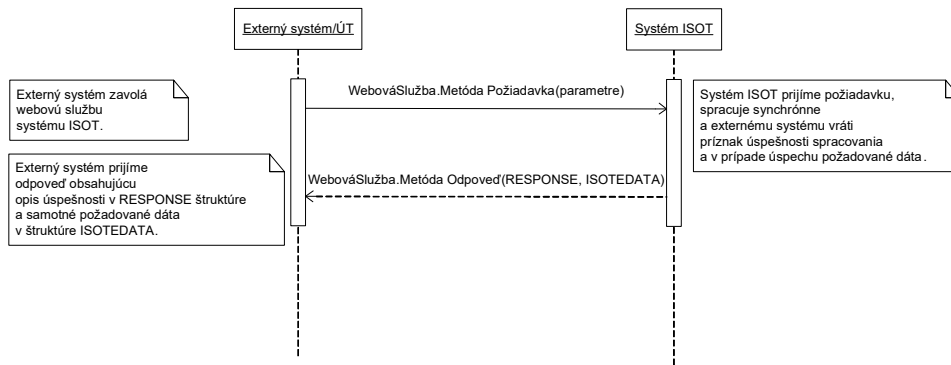 Externý systém/ÚT
Systém ISOT
Externý systém zavolá
webovú službu
systému ISOT.
WebováSlužba.Metóda Požiadavka(parametre)
Systém ISOT prijíme požiadavku,
spracuje synchrónne
a externému systému vráti
príznak úspešnosti spracovania
a v prípade úspechu požadované dáta.
Externý systém prijíme
odpoveď obsahujúcu
opis úspešnosti v RESPONSE štruktúre
a samotné požadované dáta
v štruktúre ISOTEDATA.
WebováSlužba.Metóda Odpoveď(RESPONSE, ISOTEDATA)